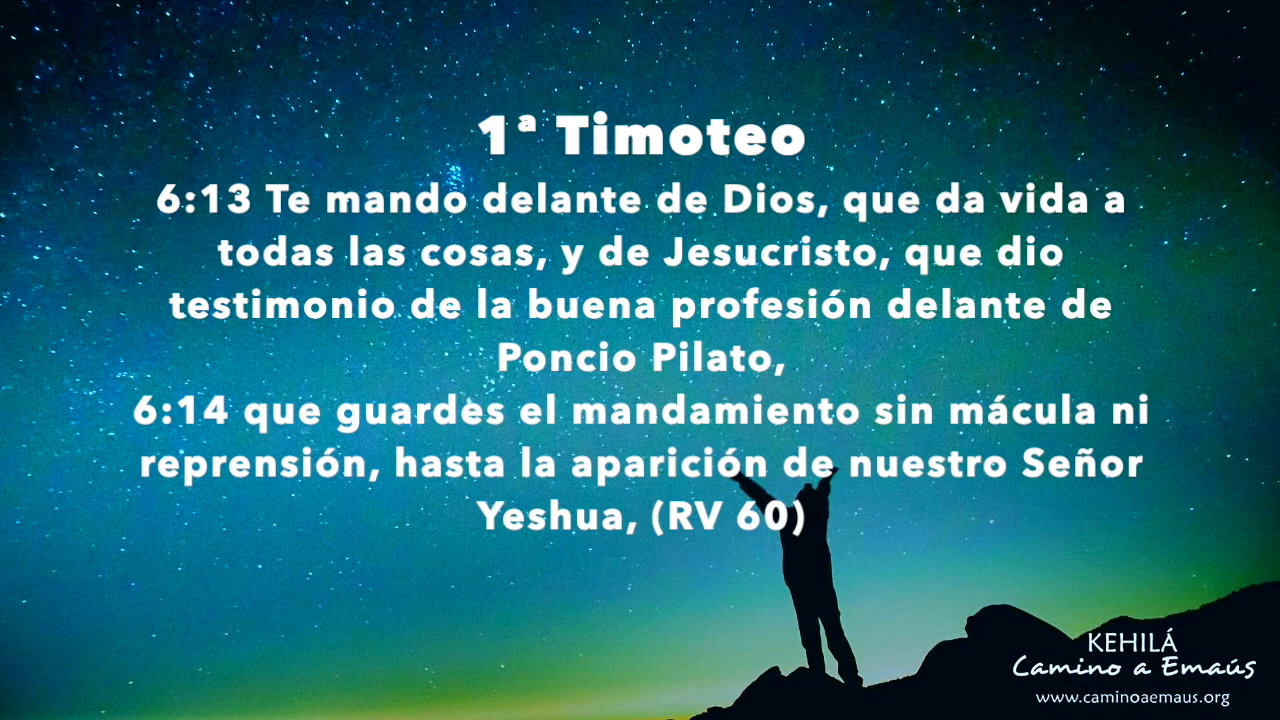 1ª Timoteo
6:13 Te mando delante de Dios, que da vida a
todas las cosas, y de Jesucristo, que dio
testimonio de la buena profesión delante de
Poncio Pilato,
6:14 que guardes el mandamiento sin mácula ni
reprensión, hasta la aparición de nuestro Señor
Yeshua, (RV 60)
KEHILÁ
Camino a Emaús
www.caminoaemaus.org